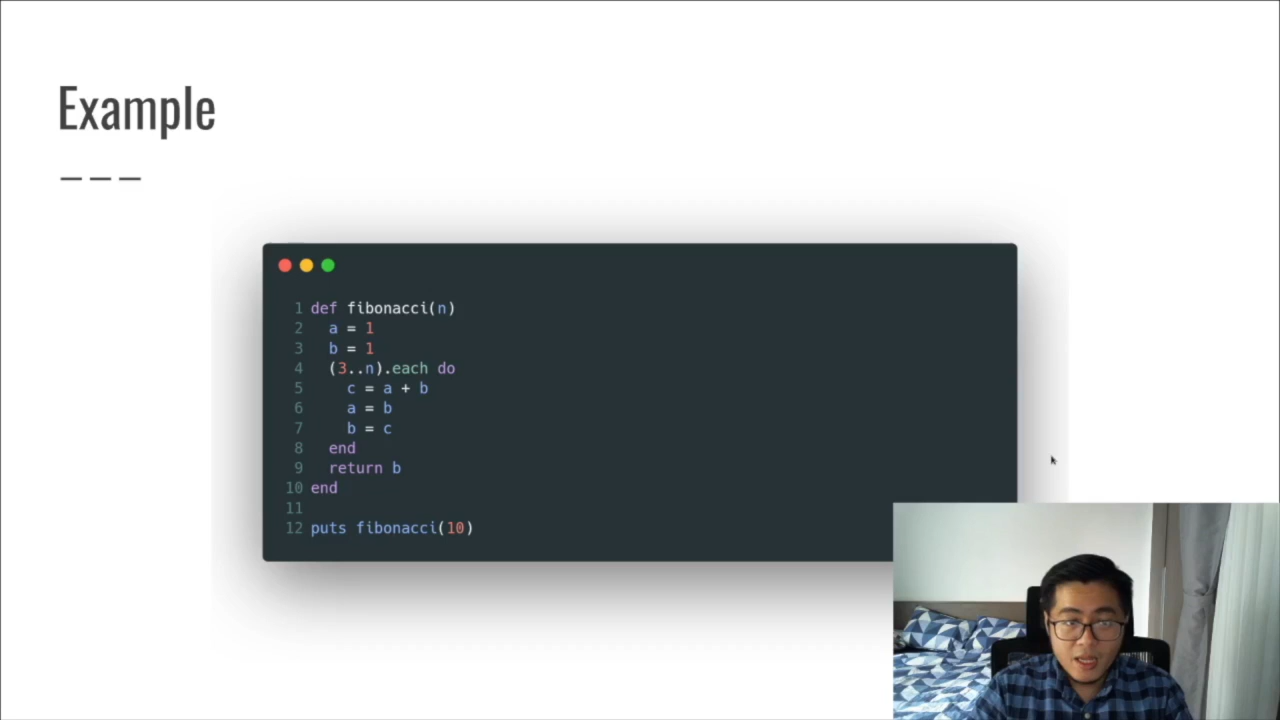 Example
1 def fibonacci(n)
2   a = 1
3   b = 1
4   (3..n).each do
5     c = a + b
6     a = b
7     b = c
8   end
9   return b
10 end
11
12 puts fibonacci(10)